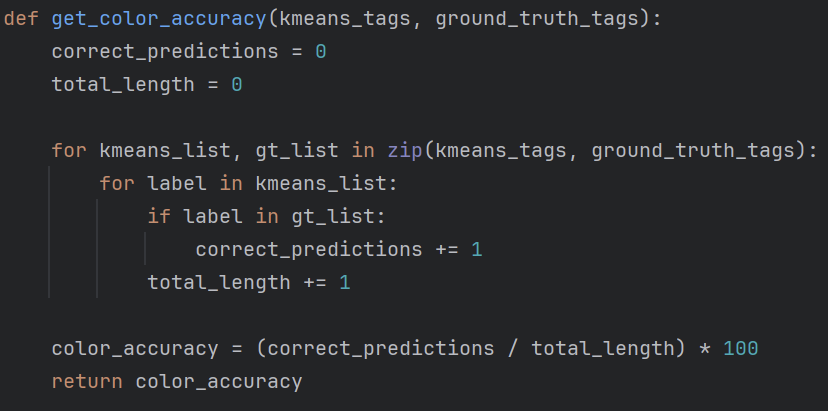 def get_color_accuracy(kmeans_tags, ground_truth_tags):
    correct_predictions = 0
    total_length = 0

    for kmeans_list, gt_list in zip(kmeans_tags, ground_truth_tags):
        for label in kmeans_list:
            if label in gt_list:
                correct_predictions += 1
            total_length += 1

    color_accuracy = (correct_predictions / total_length) * 100
    return color_accuracy